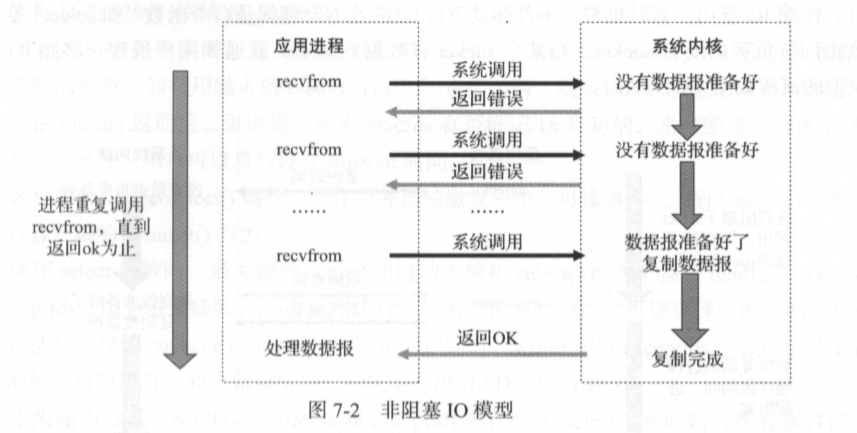 应用进程
系统内核
recvfrom
系统调用
没有数据报准备好
返回错误
recvfrom
系统调用
没有数据报准备好
返回错误
……
……
进程重复调用
recvfrom，直到
返回ok为止
recvfrom
系统调用
数据报准备好了
复制数据报
处理数据报
返回OK
复制完成
图 7-2 非阻塞 IO 模型